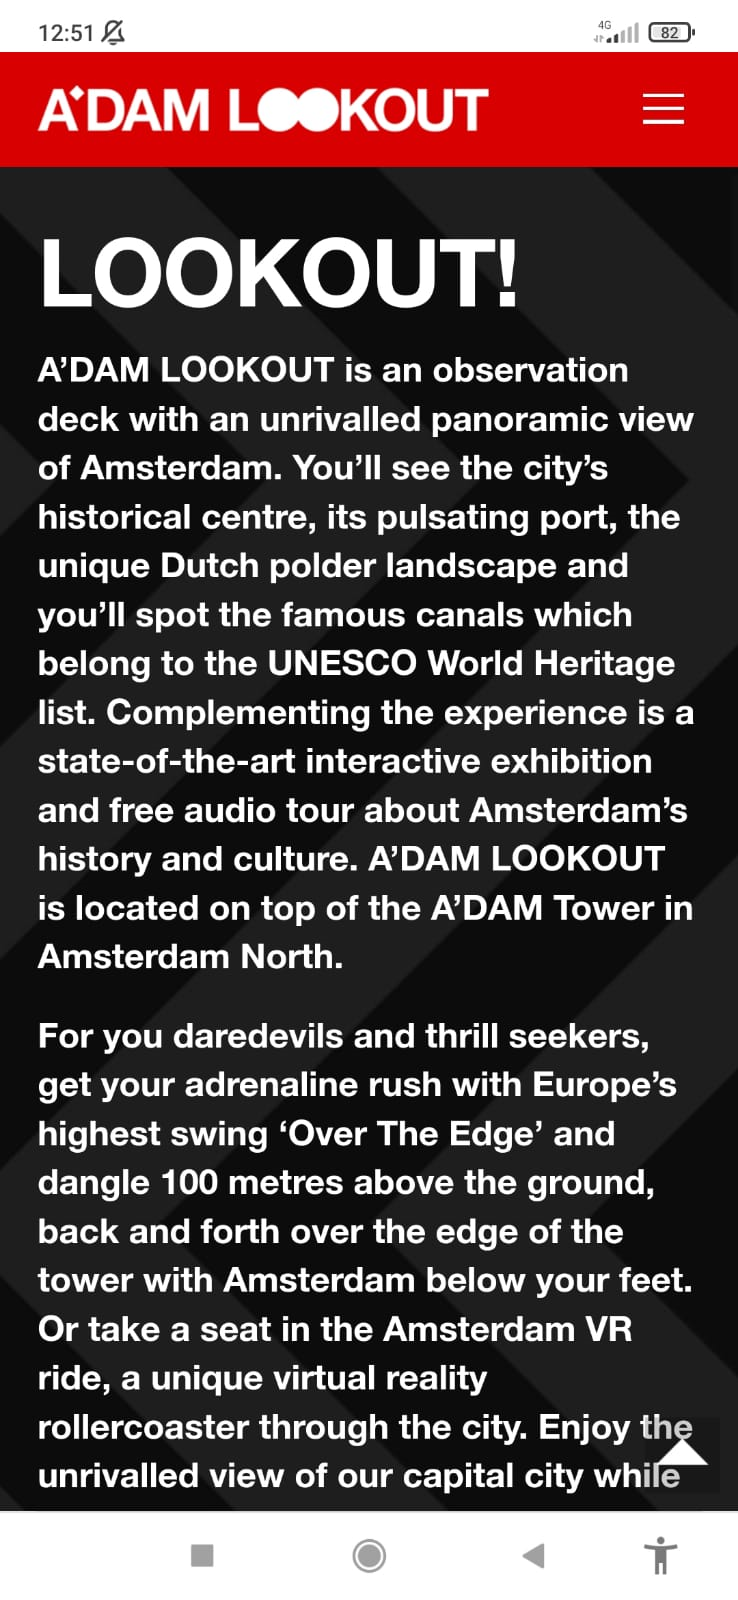 12:51
4G
82
A'DAM LOOKOUT
LOOKOUT!
A’DAM LOOKOUT is an observation
deck with an unrivalled panoramic view
of Amsterdam. You’ll see the city’s
historical centre, its pulsating port, the
unique Dutch polder landscape and
you’ll spot the famous canals which
belong to the UNESCO World Heritage
list. Complementing the experience is a
state-of-the-art interactive exhibition
and free audio tour about Amsterdam’s
history and culture. A’DAM LOOKOUT
is located on top of the A’DAM Tower in
Amsterdam North.
For you daredevils and thrill seekers,
get your adrenaline rush with Europe’s
highest swing ‘Over The Edge’ and
dangle 100 metres above the ground,
back and forth over the edge of the
tower with Amsterdam below your feet.
Or take a seat in the Amsterdam VR
ride, a unique virtual reality
rollercoaster through the city. Enjoy the
unrivalled view of our capital city while